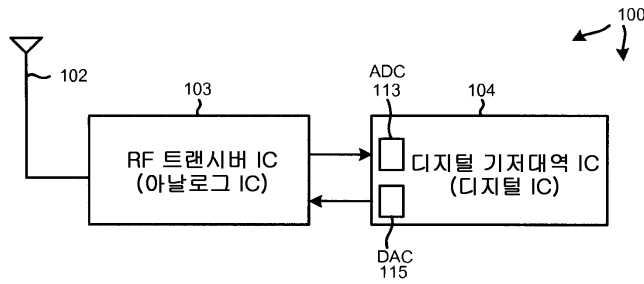 100
102
103
RF 트랜시버 IC
(아날로그 IC)
ADC
113
104
디지털 기저대역 IC
(디지털 IC)
DAC
115